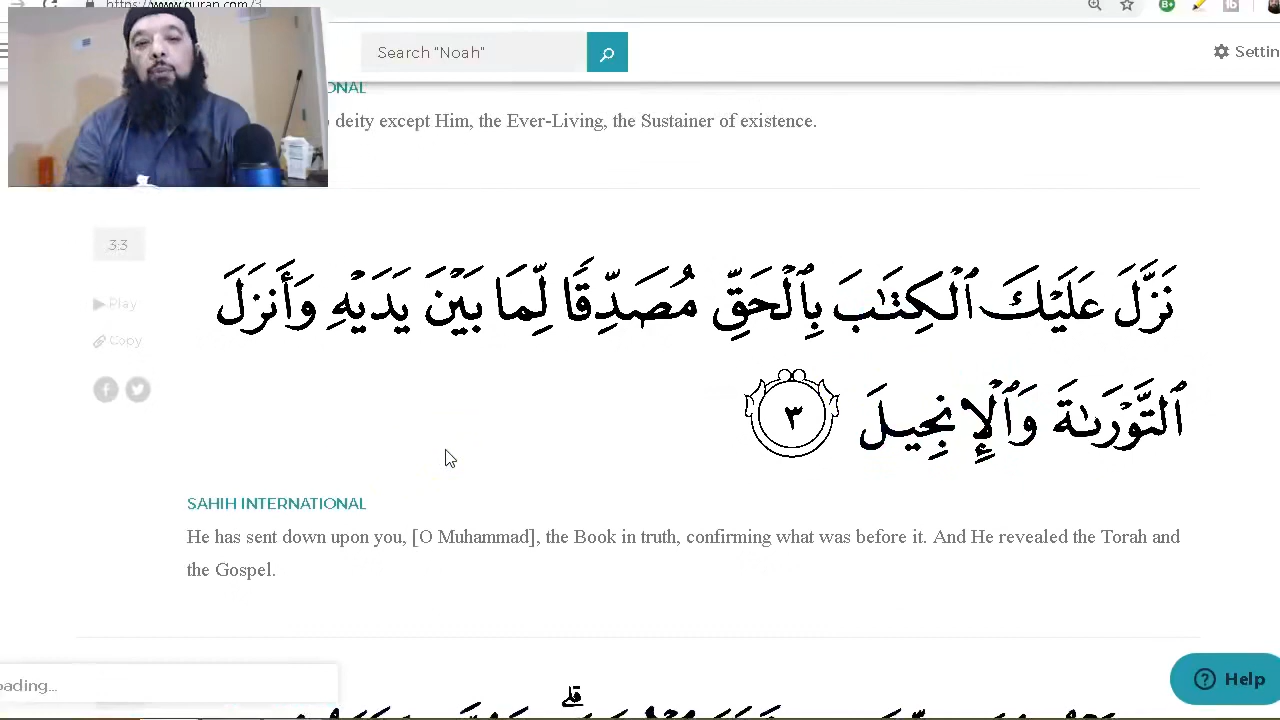 https://www.quran.com/3
Search "Noah"
Settin
ONAL
deity except Him, the Ever-Living, the Sustainer of existence.
3:3
نَزَّلَ عَلَيْكَ ٱلْكِتَـٰبَ بِٱلْحَقِّ مُصَدِّقًا لِّمَا بَيْنَ يَدَيْهِ وَأَنزَلَ
Play
Copy
ٱلتَّوْرَىٰةَ وَٱلْإِنجِيلَ ٣
SAHIH INTERNATIONAL
He has sent down upon you, [O Muhammad], the Book in truth, confirming what was before it. And He revealed the Torah and
the Gospel.
oading...
Help